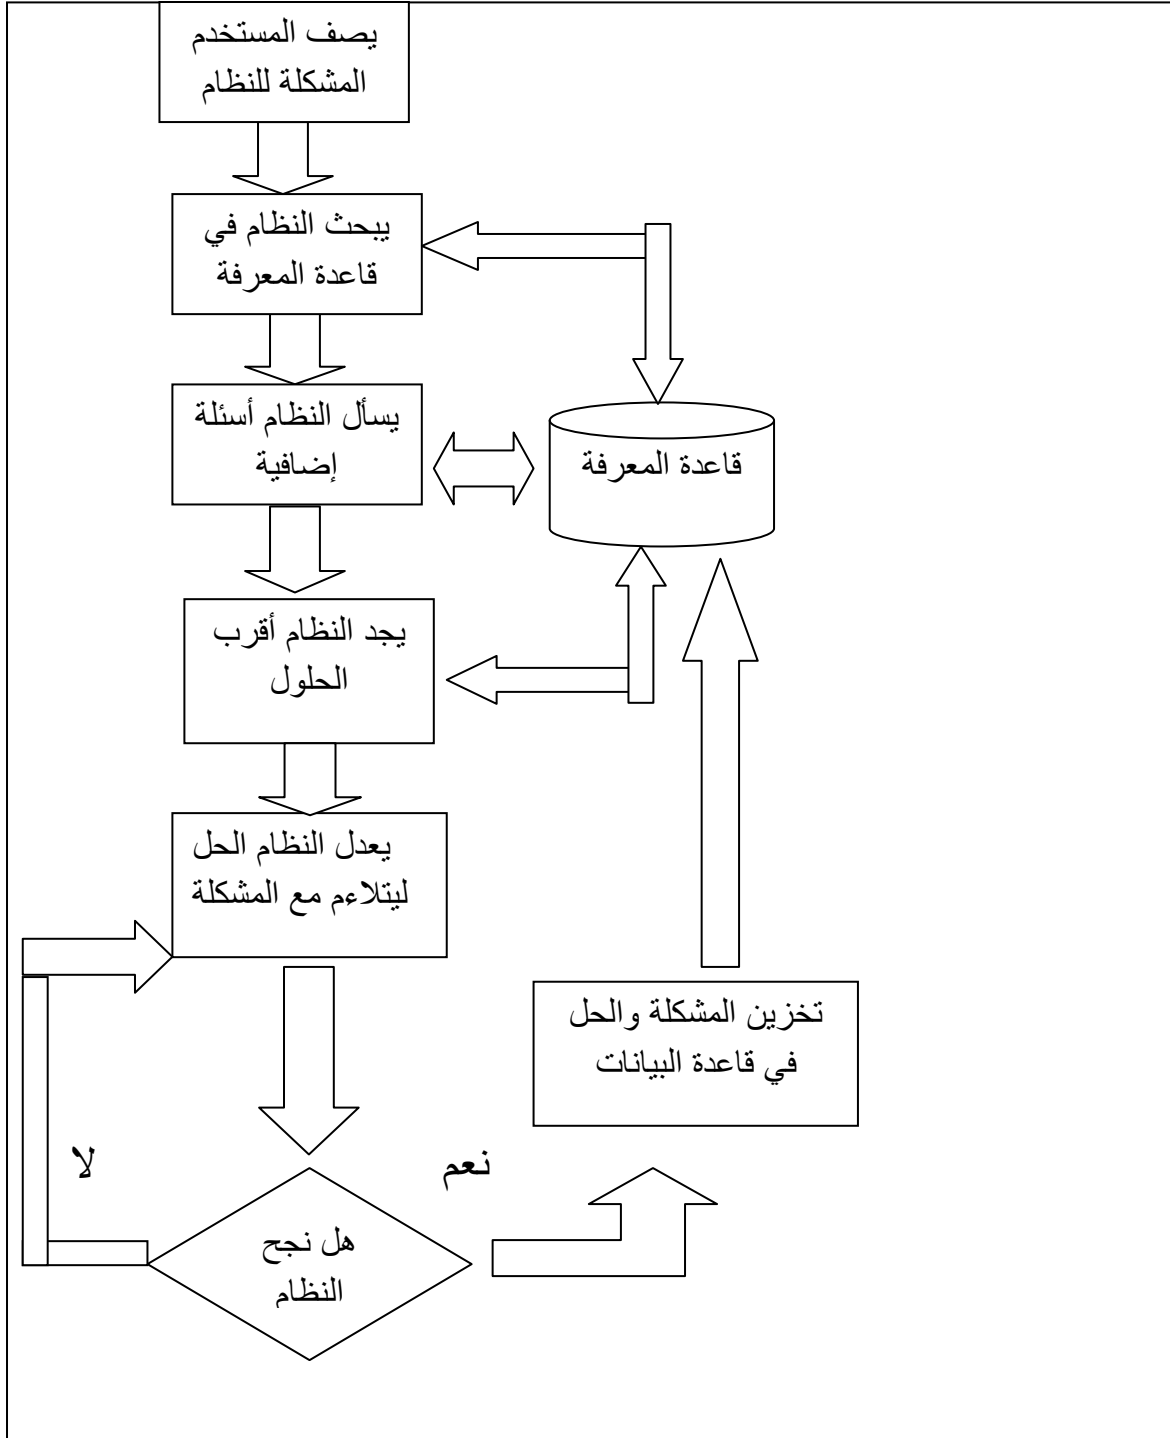 يصف المستخدم
المشكلة للنظام
يبحث النظام في
قاعدة المعرفة
يسأل النظام أسئلة
إضافية
قاعدة المعرفة
يجد النظام أقرب
الحلول
يعدل النظام الحل
ليتلاءم مع المشكلة
تخزين المشكلة والحل
في قاعدة البيانات
نعم
لا
هل نجح
النظام